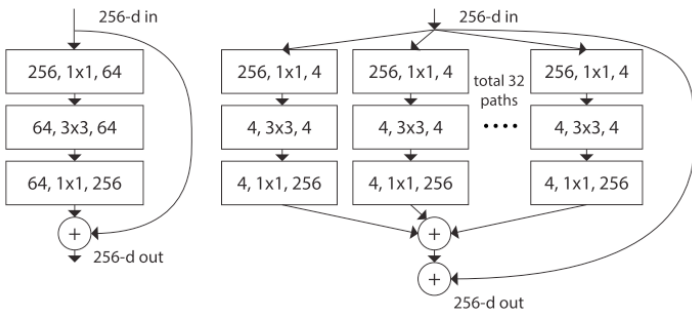 256-d in
256, 1x1, 64
64, 3x3, 64
64, 1x1, 256
+
256-d out
256-d in
256, 1x1, 4
256, 1x1, 4
total 32
paths
256, 1x1, 4
4, 3x3, 4
4, 3x3, 4
....
4, 3x3, 4
4, 1x1, 256
4, 1x1, 256
4, 1x1, 256
+
+
256-d out